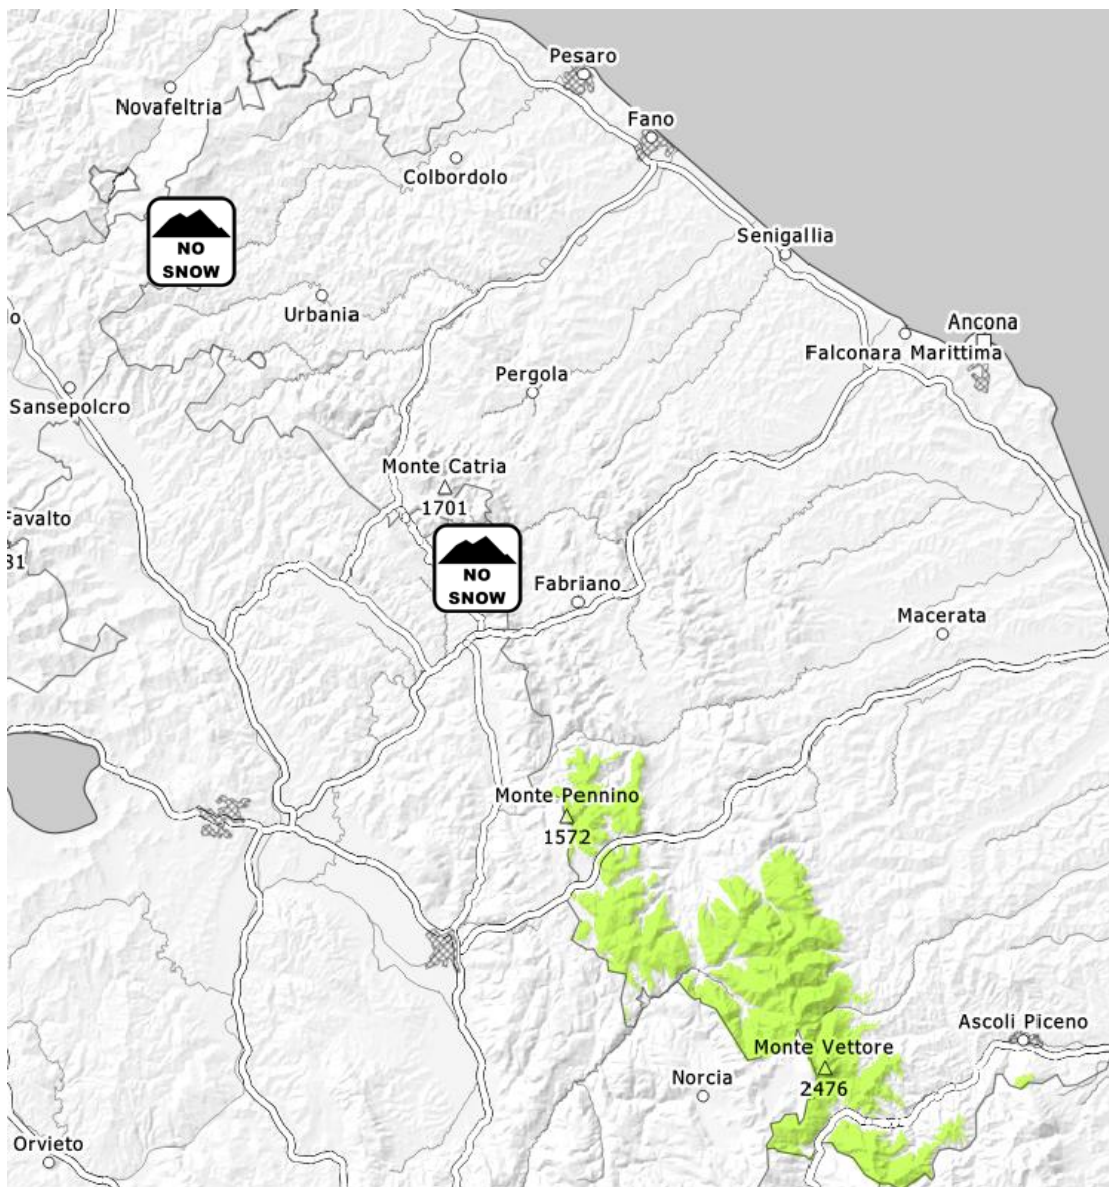 Pesaro
Novafeltria
Fano
Colbordolo
NO
SNOW
Senigallia
Urbania
Ancona
Falconara Marittima
Pergola
Sansepolcro
Monte Catria
1701
Favalto
NO
SNOW
Fabriano
Macerata
Monte Pennino
1572
Ascoli Piceno
Monte Vettore
2476
Norcia
Orvieto